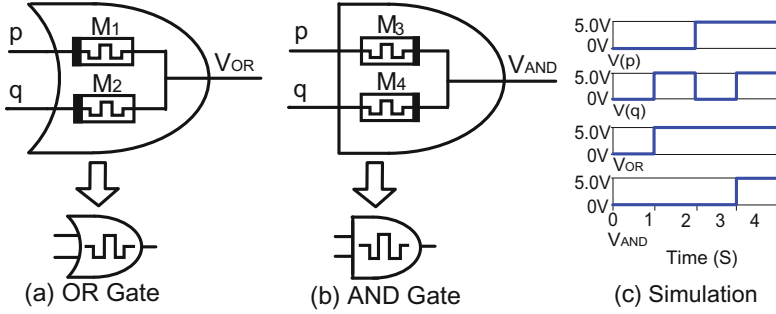 p
M1
q
M2
VOR
(a) OR Gate
p
M3
q
M4
VAND
(b) AND Gate
5.0V
0V
V(p)
5.0V
0V
V(q)
5.0V
0V
VOR
5.0V
0V
0 1 2 3 4
VAND
Time (S)
(c) Simulation